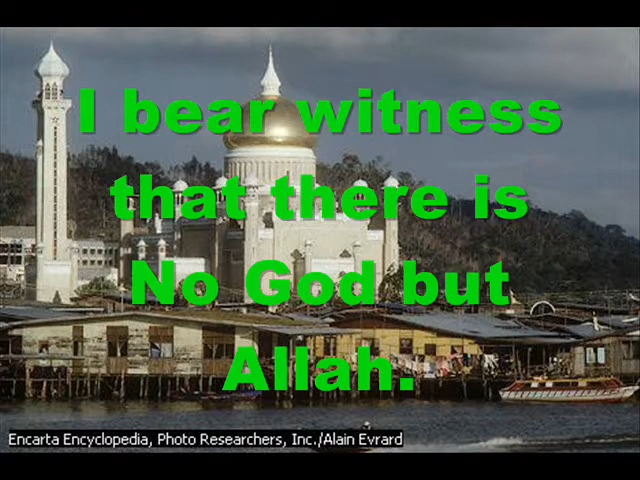 I bear witness
that there is
No God but
Allah.
Encarta Encyclopedia, Photo Researchers, Inc./Alain Evrard